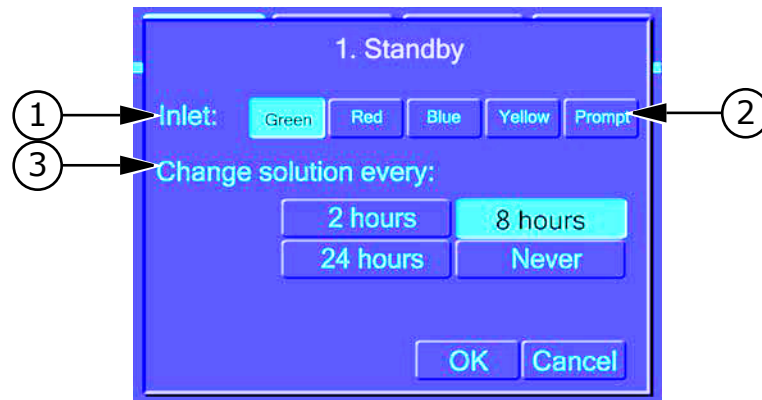 1. Standby
1 Inlet: Green Red Blue Yellow Prompt 2
3 Change solution every:
2 hours 8 hours
24 hours Never
OK Cancel